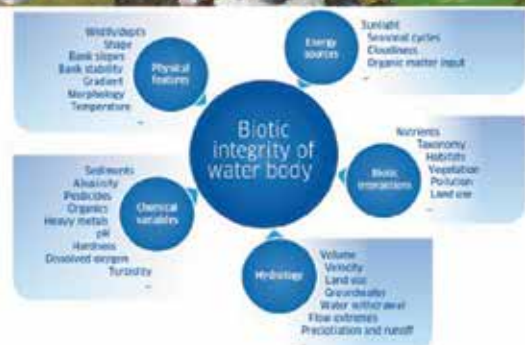 Width/depth
Shape
Bank slopes
Bank stability
Gradient
Morphology
Temperature
...
Physical
features
Energy
sources
Sunlight
Seasonal cycles
Cloudiness
Organic matter input
...
Biotic
integrity of
water body
Nutrients
Taxonomy
Habitats
Vegetation
Pollution
Land use
...
Biotic
interactions
Sediments
Alkalinity
Pesticides
Organics
Heavy metals
pH
Hardness
Dissolved oxygen
Turbidity
...
Chemical
variables
Hydrology
Volume
Velocity
Land use
Groundwater
Water withdrawal
Flow extremes
Precipitation and runoff
...